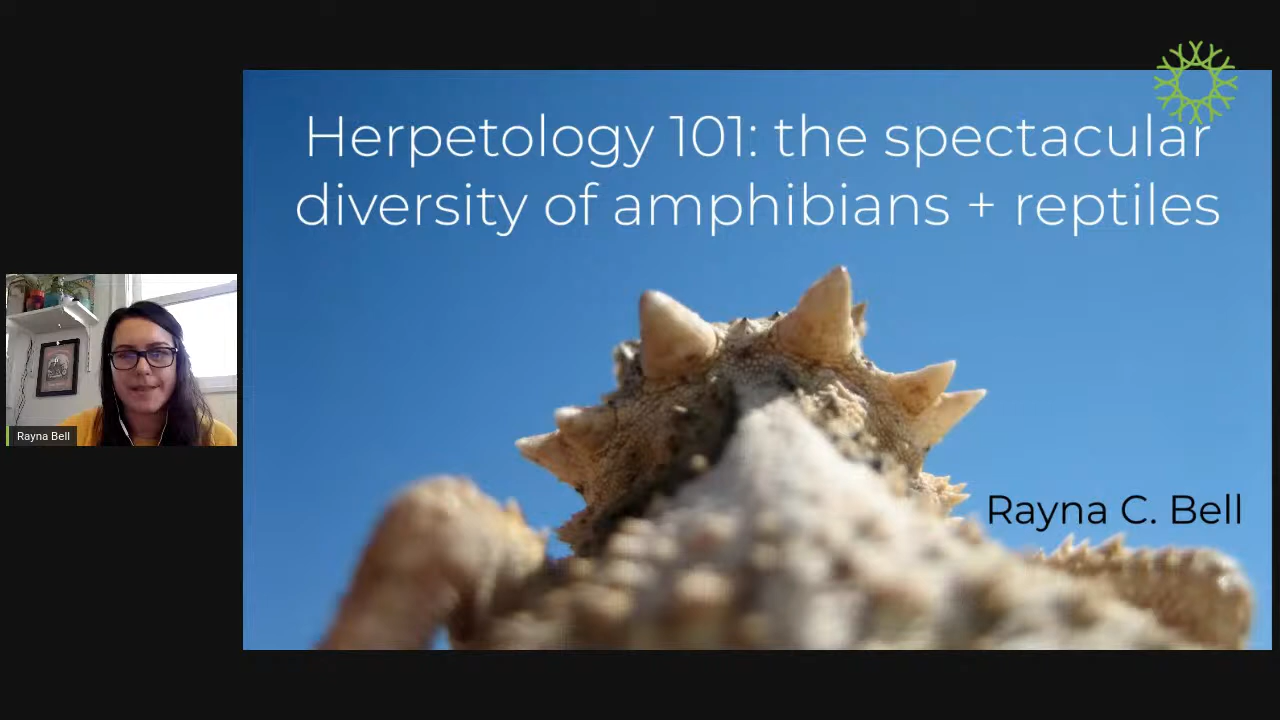 Herpetology 101: the spectacular
diversity of amphibians + reptiles
Rayna C. Bell
Rayna Bell